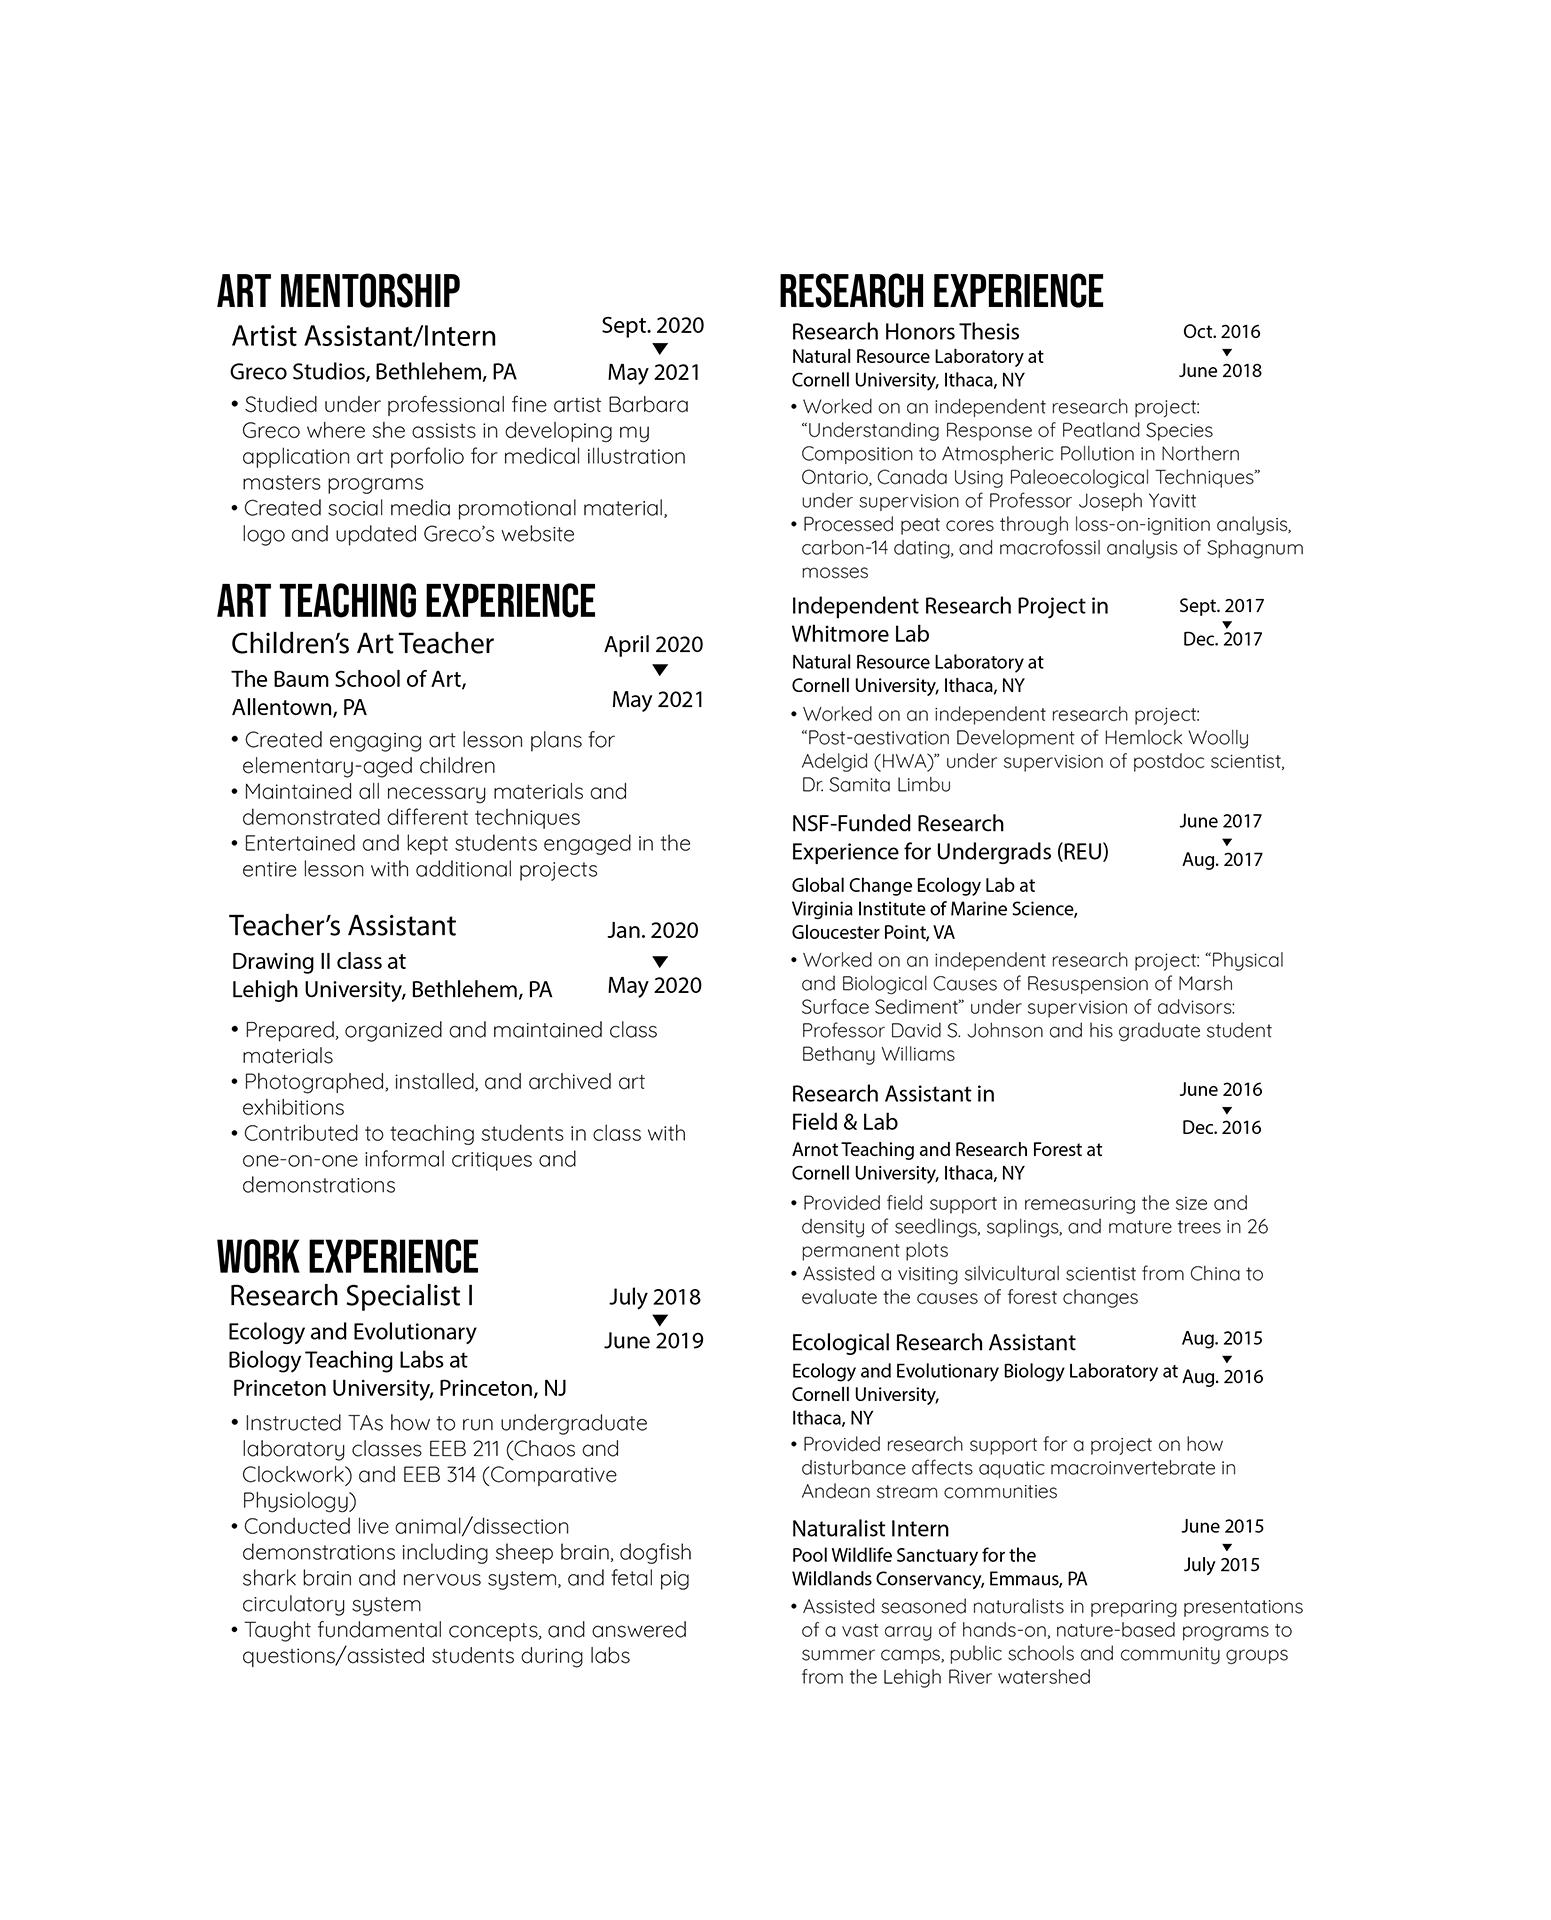 ART MENTORSHIP
Artist Assistant/Intern
Sept. 2020
▼
Greco Studios, Bethlehem, PA
May 2021
• Studied under professional fine artist Barbara
Greco where she assists in developing my
application art porfolio for medical illustration
masters programs
• Created social media promotional material,
logo and updated Greco's website
ART TEACHING EXPERIENCE
Children's Art Teacher
April 2020
▼
The Baum School of Art,
Allentown, PA
May 2021
• Created engaging art lesson plans for
elementary-aged children
• Maintained all necessary materials and
demonstrated different techniques
• Entertained and kept students engaged in the
entire lesson with additional projects
Teacher's Assistant
Jan. 2020
▼
Drawing II class at
Lehigh University, Bethlehem, PA
May 2020
• Prepared, organized and maintained class
materials
• Photographed, installed, and archived art
exhibitions
• Contributed to teaching students in class with
one-on-one informal critiques and
demonstrations
WORK EXPERIENCE
Research Specialist I
July 2018
▼
June 2019
Ecology and Evolutionary
Biology Teaching Labs at
Princeton University, Princeton, NJ
• Instructed TAs how to run undergraduate
laboratory classes EEB 211 (Chaos and
Clockwork) and EEB 314 (Comparative
Physiology)
• Conducted live animal/dissection
demonstrations including sheep brain, dogfish
shark brain and nervous system, and fetal pig
circulatory system
• Taught fundamental concepts, and answered
questions/assisted students during labs
RESEARCH EXPERIENCE
Research Honors Thesis
Oct. 2016
▼
June 2018
Natural Resource Laboratory at
Cornell University, Ithaca, NY
• Worked on an independent research project:
“Understanding Response of Peatland Species
Composition to Atmospheric Pollution in Northern
Ontario, Canada Using Paleoecological Techniques”
under supervision of Professor Joseph Yavitt
• Processed peat cores through loss-on-ignition analysis,
carbon-14 dating, and macrofossil analysis of Sphagnum
mosses
Independent Research Project in
Whitmore Lab
Sept. 2017
▼
Dec. 2017
Natural Resource Laboratory at
Cornell University, Ithaca, NY
• Worked on an independent research project:
“Post-aestivation Development of Hemlock Woolly
Adelgid (HWA)” under supervision of postdoc scientist,
Dr. Samita Limbu
NSF-Funded Research
Experience for Undergrads (REU)
June 2017
▼
Aug. 2017
Global Change Ecology Lab at
Virginia Institute of Marine Science,
Gloucester Point, VA
• Worked on an independent research project: “Physical
and Biological Causes of Resuspension of Marsh
Surface Sediment” under supervision of advisors:
Professor David S. Johnson and his graduate student
Bethany Williams
Research Assistant in
Field & Lab
June 2016
▼
Dec. 2016
Arnot Teaching and Research Forest at
Cornell University, Ithaca, NY
• Provided field support in remeasuring the size and
density of seedlings, saplings, and mature trees in 26
permanent plots
• Assisted a visiting silvicultural scientist from China to
evaluate the causes of forest changes
Ecological Research Assistant
Aug. 2015
▼
Aug. 2016
Ecology and Evolutionary Biology Laboratory at
Cornell University,
Ithaca, NY
• Provided research support for a project on how
disturbance affects aquatic macroinvertebrate in
Andean stream communities
Naturalist Intern
June 2015
▼
July 2015
Pool Wildlife Sanctuary for the
Wildlands Conservancy, Emmaus, PA
• Assisted seasoned naturalists in preparing presentations
of a vast array of hands-on, nature-based programs to
summer camps, public schools and community groups
from the Lehigh River watershed